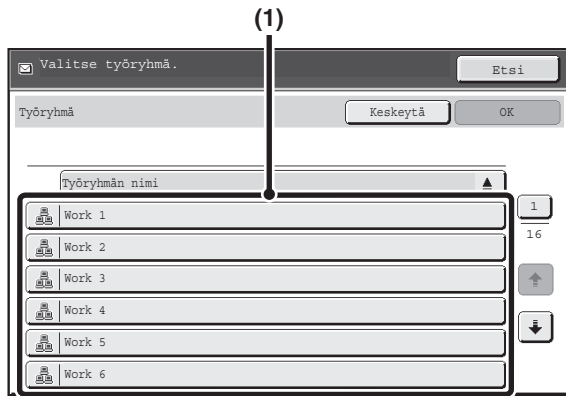 (1)
Valitse työryhmä.
Etsi
Työryhmä
Keskeytä
OK
Työryhmän nimi
Work 1
Work 2
Work 3
Work 4
Work 5
Work 6
1
16